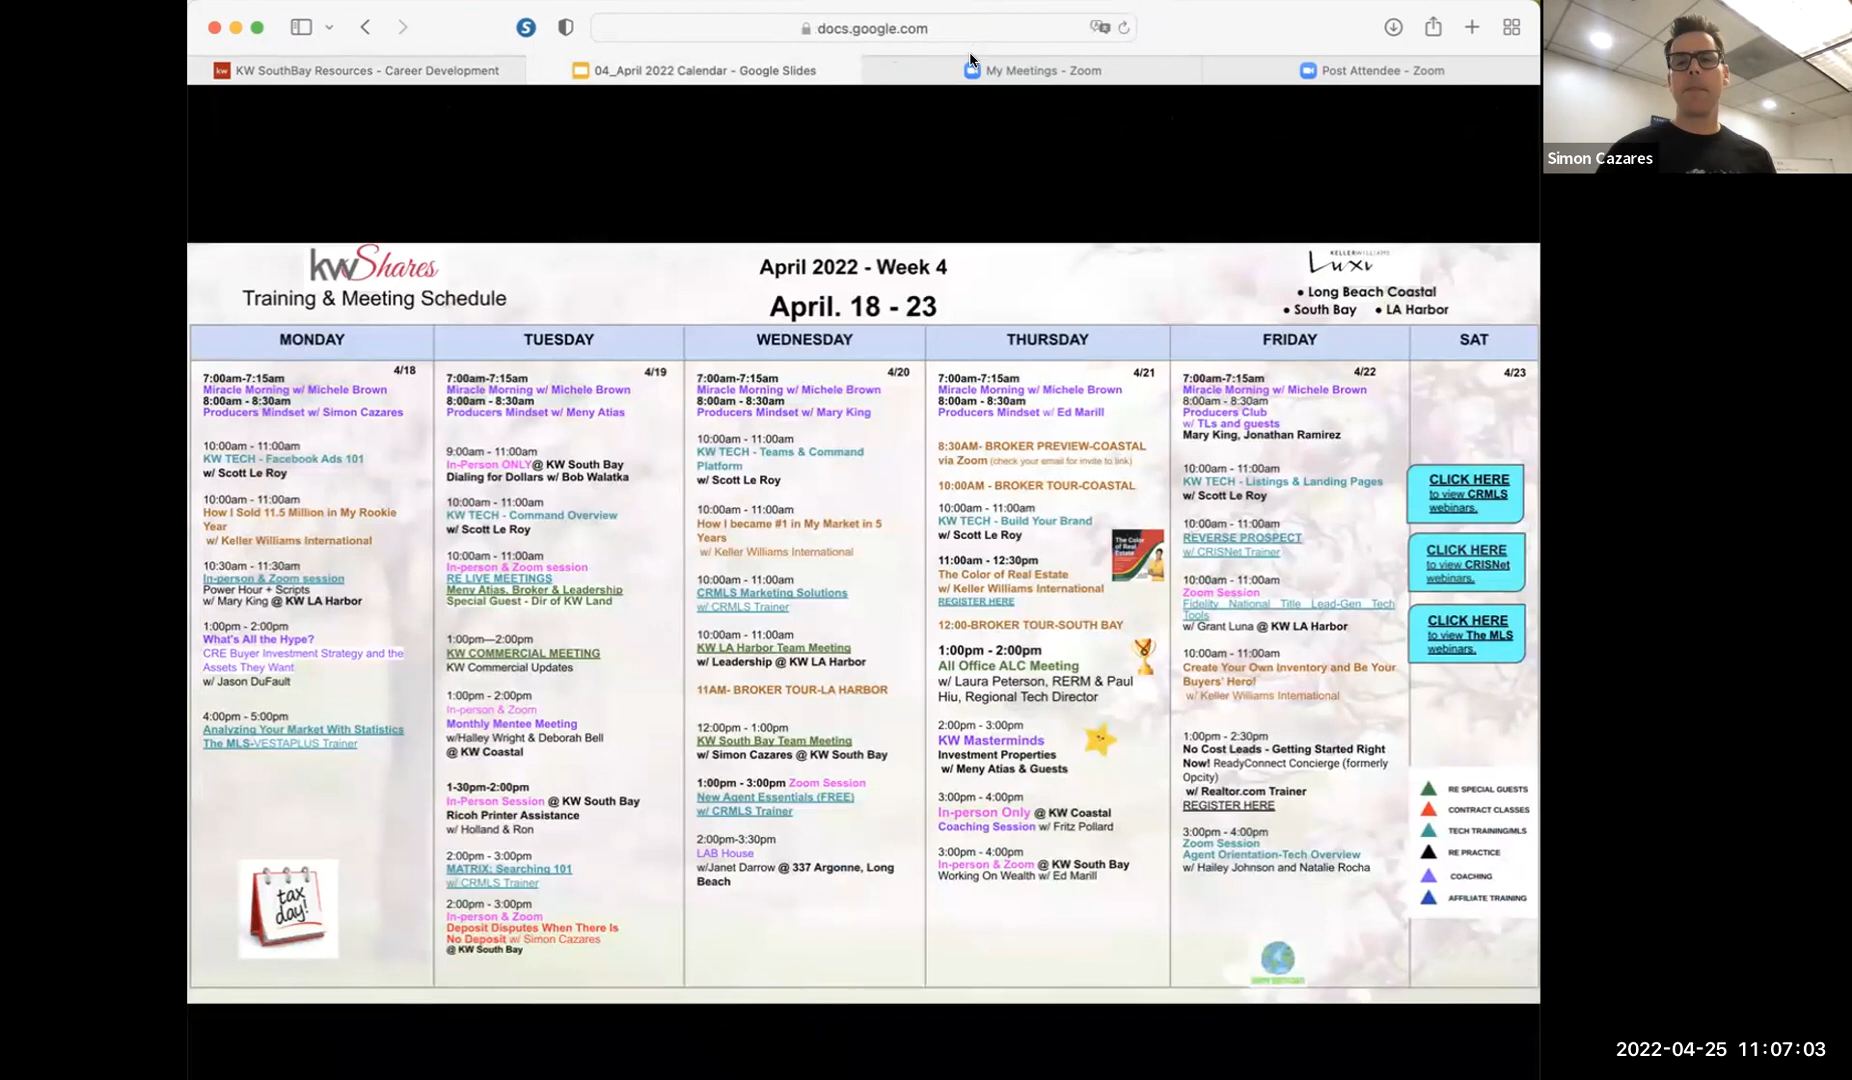 docs.google.com
KW SouthBay Resources - Career Development
04_April 2022 Calendar - Google Slides
My Meetings - Zoom
Post Attendee - Zoom
Simon Cazares
kwShares
Training & Meeting Schedule
April 2022 - Week 4
April. 18 - 23
KELLERWILLIAMS
• Long Beach Coastal
• South Bay • LA Harbor
MONDAY
TUESDAY
WEDNESDAY
THURSDAY
FRIDAY
SAT
4/18
7:00am-7:15am
Miracle Morning w/ Michele Brown
8:00am - 8:30am
Producers Mindset w/ Simon Cazares
10:00am - 11:00am
KW TECH - Facebook Ads 101
w/ Scott Le Roy
10:00am - 11:00am
How I Sold 11.5 Million in My Rookie
Year
w/ Keller Williams International
10:30am - 11:30am
In-person & Zoom session
Power Hour + Scripts
w/ Mary King @ KW LA Harbor
1:00pm - 2:00pm
What's All the Hype?
CRE Buyer Investment Strategy and the
Assets They Want
w/ Jason DuFault
4:00pm - 5:00pm
Analyzing Your Market With Statistics
The MLS-VESTAPLUS Trainer
tax
day!
4/19
7:00am-7:15am
Miracle Morning w/ Michele Brown
8:00am - 8:30am
Producers Mindset w/ Meny Atias
9:00am - 11:00am
In-Person ONLY@ KW South Bay
Dialing for Dollars w/ Bob Walatka
10:00am - 11:00am
KW TECH - Command Overview
w/ Scott Le Roy
10:00am - 11:00am
In-person & Zoom session
RE LIVE MEETINGS
Meny Atias, Broker & Leadership
Special Guest - Dir of KW Land
1:00pm—2:00pm
KW COMMERCIAL MEETING
KW Commercial Updates
1:00pm - 2:00pm
In-person & Zoom
Monthly Mentee Meeting
w/Halley Wright & Deborah Bell
@ KW Coastal
1-30pm-2:00pm
In-Person Session @ KW South Bay
Ricoh Printer Assistance
w/ Holland & Ron
2:00pm - 3:00pm
MATRIX: Searching 101
w/ CRMLS Trainer
2:00pm - 3:00pm
In-person & Zoom
Deposit Disputes When There Is
No Deposit w/ Simon Cazares
@ KW South Bay
4/20
7:00am-7:15am
Miracle Morning w/ Michele Brown
8:00am - 8:30am
Producers Mindset w/ Mary King
10:00am - 11:00am
KW TECH - Teams & Command
Platform
w/ Scott Le Roy
10:00am - 11:00am
How I became #1 in My Market in 5
Years
w/ Keller Williams International
10:00am - 11:00am
CRMLS Marketing Solutions
w/ CRMLS Trainer
10:00am - 11:00am
KW LA Harbor Team Meeting
w/ Leadership @ KW LA Harbor
11AM- BROKER TOUR-LA HARBOR
12:00pm - 1:00pm
KW South Bay Team Meeting
w/ Simon Cazares @ KW South Bay
1:00pm - 3:00pm Zoom Session
New Agent Essentials (FREE)
w/ CRMLS Trainer
2:00pm-3:30pm
LAB House
w/Janet Darrow @ 337 Argonne, Long
Beach
4/21
7:00am-7:15am
Miracle Morning w/ Michele Brown
8:00am - 8:30am
Producers Mindset w/ Ed Marill
8:30AM- BROKER PREVIEW-COASTAL
via Zoom (check your email for invite to link)
10:00AM - BROKER TOUR-COASTAL
10:00am - 11:00am
KW TECH - Build Your Brand
w/ Scott Le Roy
11:00am - 12:30pm
The Color of Real Estate
w/ Keller Williams International
REGISTER HERE
The Color
of Real
Estate
12:00-BROKER TOUR-SOUTH BAY
1:00pm - 2:00pm
All Office ALC Meeting
w/ Laura Peterson, RERM & Paul
Hiu, Regional Tech Director
2:00pm - 3:00pm
KW Masterminds
Investment Properties
w/ Meny Atias & Guests
3:00pm - 4:00pm
In-person Only @ KW Coastal
Coaching Session w/ Fritz Pollard
3:00pm - 4:00pm
In-person & Zoom @ KW South Bay
Working On Wealth w/ Ed Marill
4/22
7:00am-7:15am
Miracle Morning w/ Michele Brown
8:00am - 8:30am
Producers Club
w/ TLs and guests
Mary King, Jonathan Ramirez
10:00am - 11:00am
KW TECH - Listings & Landing Pages
w/ Scott Le Roy
10:00am - 11:00am
REVERSE PROSPECT
w/ CRISNet Trainer
10:00am - 11:00am
Zoom Session
Fidelity National Title Lead-Gen Tech
Tools
w/ Grant Luna @ KW LA Harbor
10:00am - 11:00am
Create Your Own Inventory and Be Your
Buyers' Hero!
w/ Keller Williams International
1:00pm - 2:30pm
No Cost Leads - Getting Started Right
Now! ReadyConnect Concierge (formerly
Opcity)
w/ Realtor.com Trainer
REGISTER HERE
3:00pm - 4:00pm
Zoom Session
Agent Orientation-Tech Overview
w/ Hailey Johnson and Natalie Rocha
4/23
CLICK HERE
to view CRMLS
webinars.
CLICK HERE
to view CRISNet
webinars.
CLICK HERE
to view The MLS
webinars.
RE SPECIAL GUESTS
CONTRACT CLASSES
TECH TRAINING/MLS
RE PRACTICE
COACHING
AFFILIATE TRAINING
2022-04-25 11:07:03